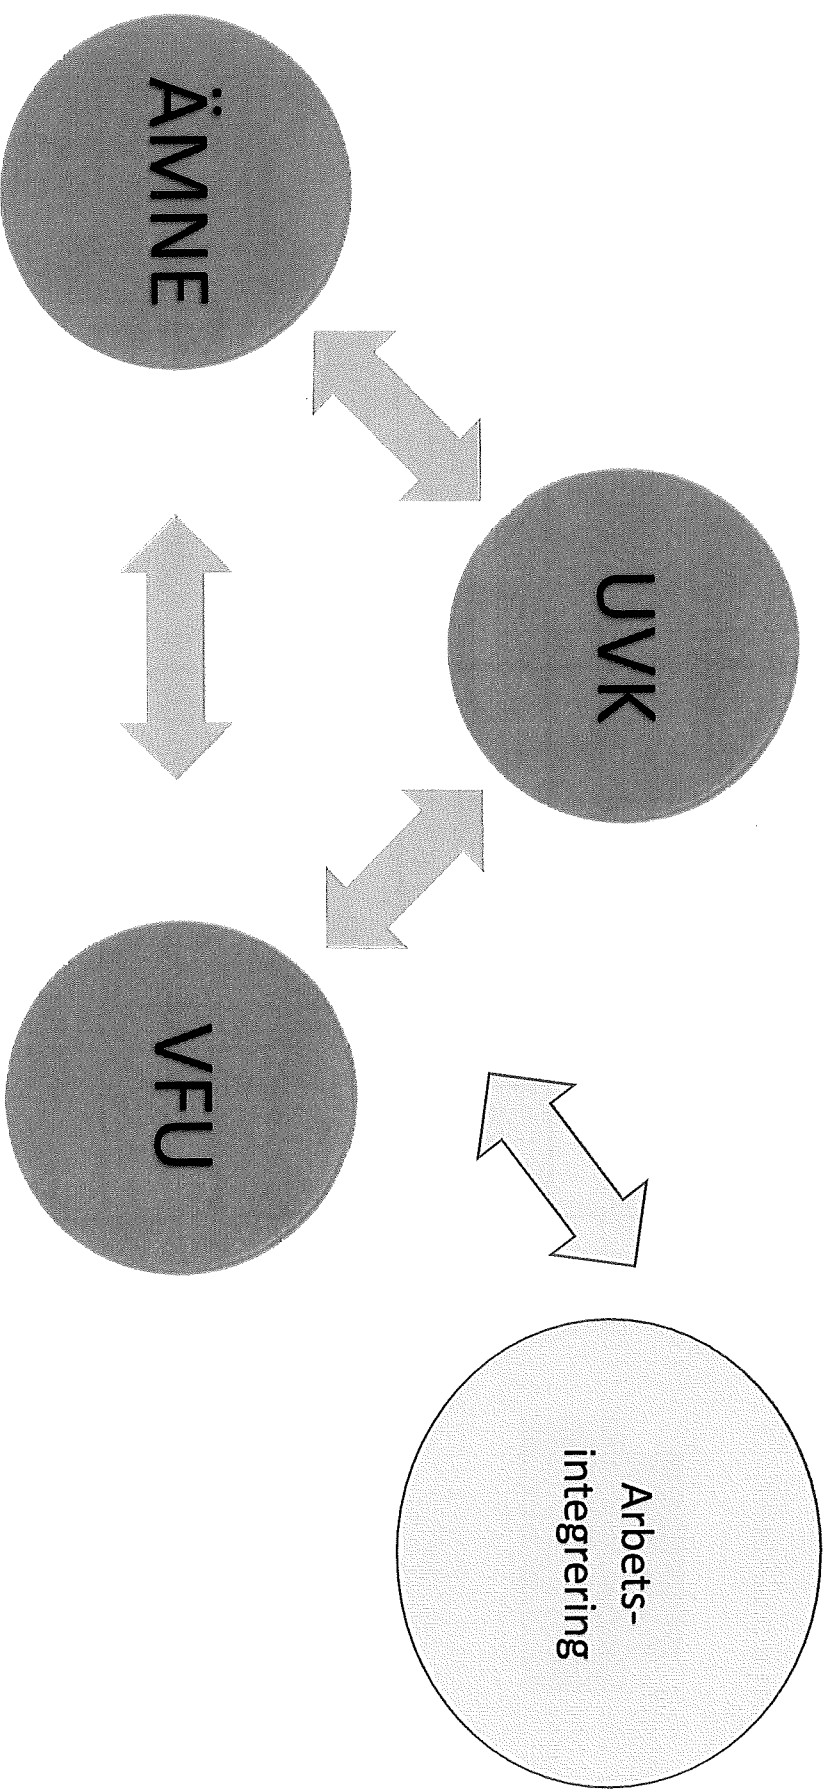 UVK
Arbets-
integrering
ÄMNE
VFU